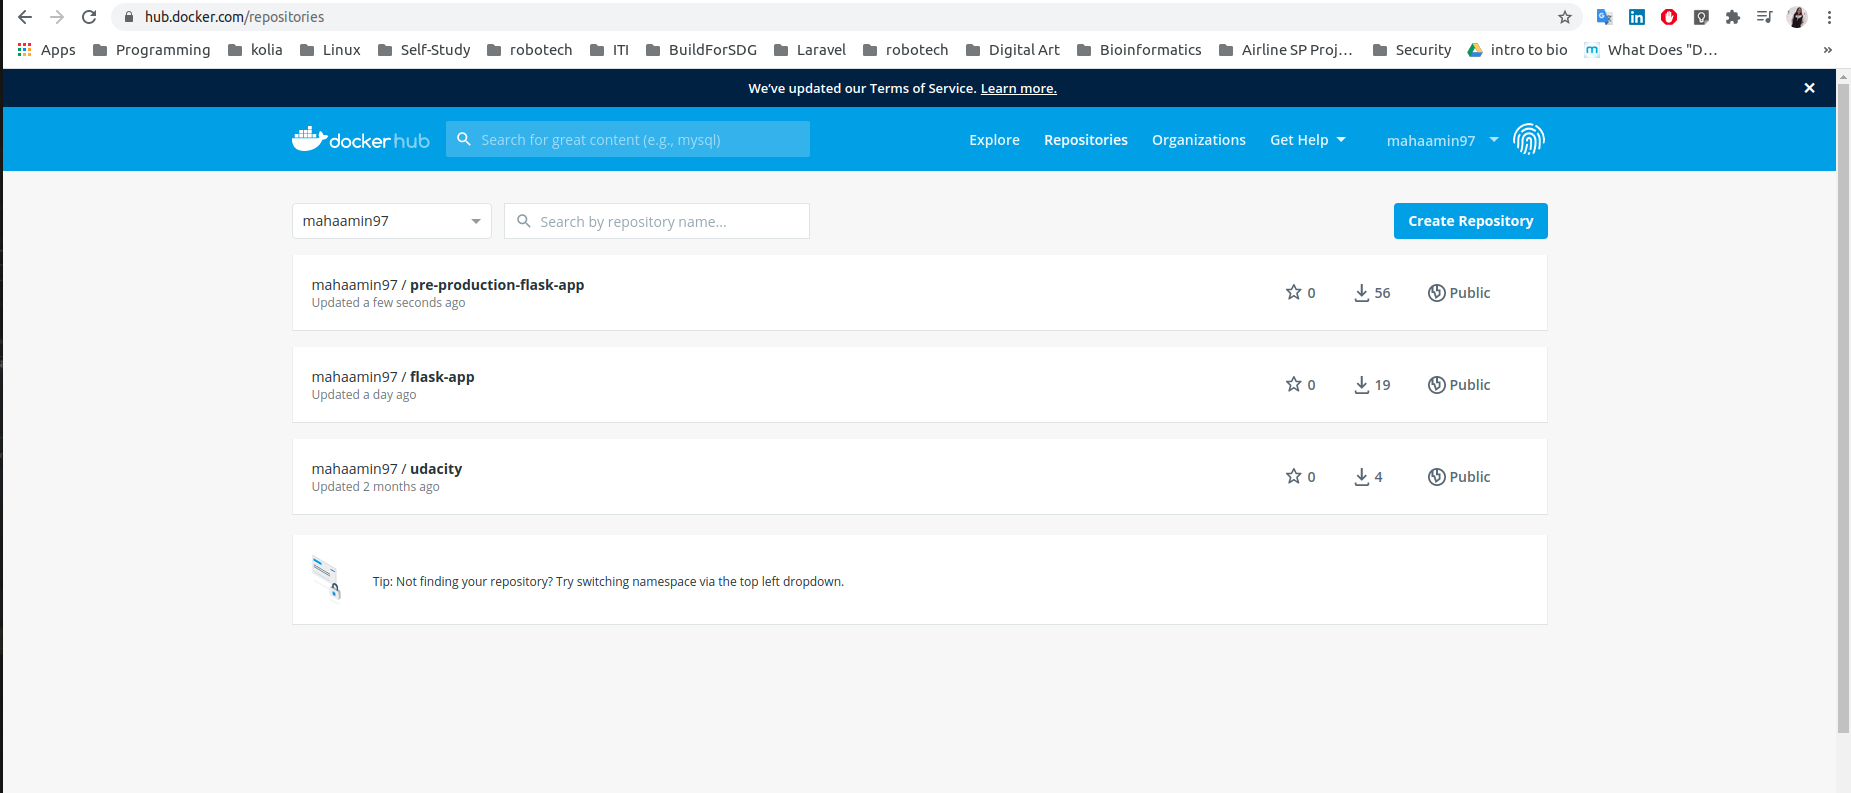 hub.docker.com/repositories
Apps Programming kolia Linux Self-Study robotech ITI BuildForSDG Laravel robotech Digital Art Bioinformatics Airline SP Proj… Security intro to bio What Does "D… »
We've updated our Terms of Service. Learn more.
docker hub Search for great content (e.g., mysql) Explore Repositories Organizations Get Help mahaamin97
mahaamin97 Search by repository name... Create Repository
mahaamin97 / pre-production-flask-app
Updated a few seconds ago
0 56 Public
mahaamin97 / flask-app
Updated a day ago
0 19 Public
mahaamin97 / udacity
Updated 2 months ago
0 4 Public
Tip: Not finding your repository? Try switching namespace via the top left dropdown.